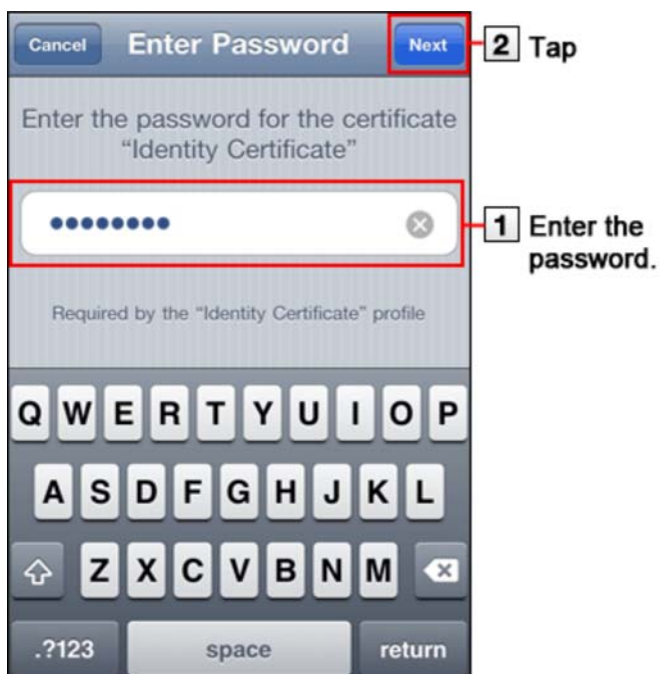 Cancel Enter Password Next
2 Tap
Enter the password for the certificate
“Identity Certificate”
••••••••
1 Enter the
password.
Required by the “Identity Certificate” profile
Q W E R T Y U I O P
A S D F G H J K L
Z X C V B N M
.?123 space return